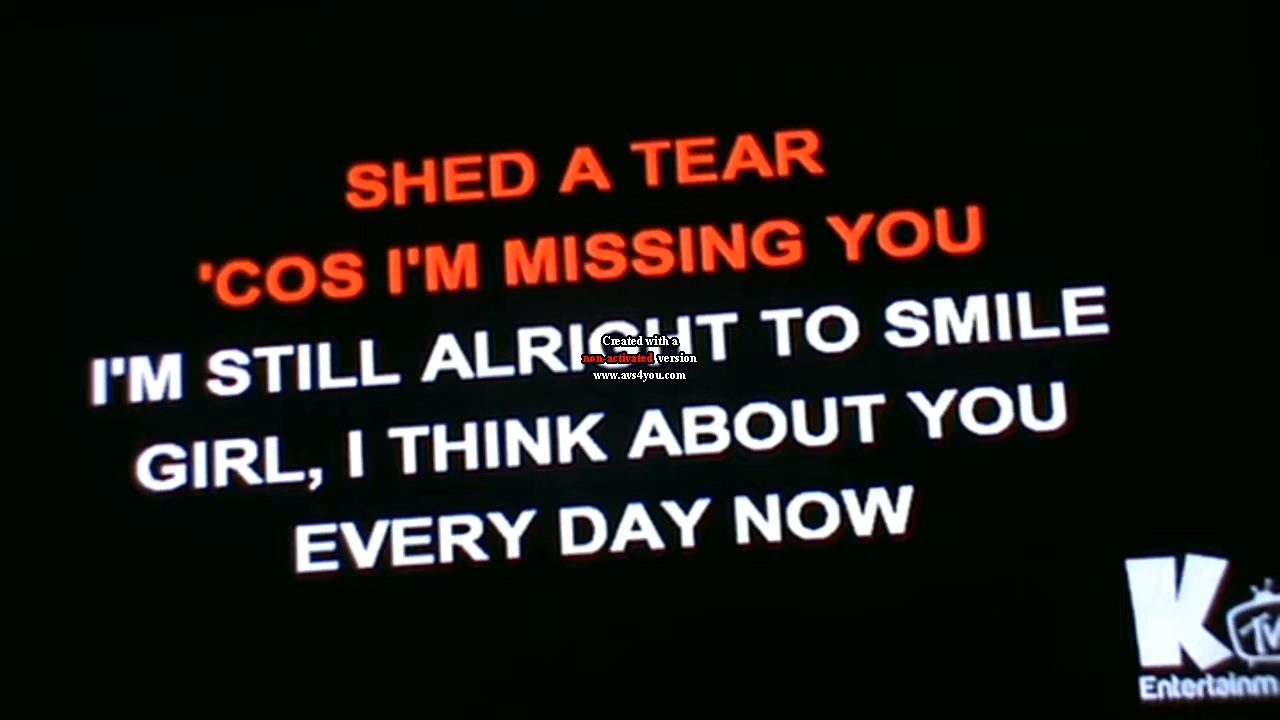 SHED A TEAR
'COS I'M MISSING YOU
I'M STILL ALRIGHT TO SMILE
GIRL, I THINK ABOUT YOU
EVERY DAY NOW
Created with a
non-activated version
www.avs4you.com
K TV
Entertainm